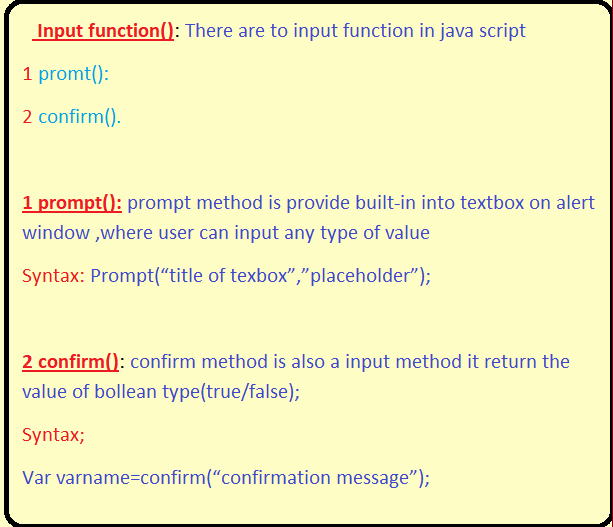 Input function(): There are to input function in java script
1 promt():
2 confirm().
1 prompt(): prompt method is provide built-in into textbox on alert
window ,where user can input any type of value
Syntax: Prompt(“title of texbox”,”placeholder”);
2 confirm(): confirm method is also a input method it return the
value of bollean type(true/false);
Syntax;
Var varname=confirm(“confirmation message”);